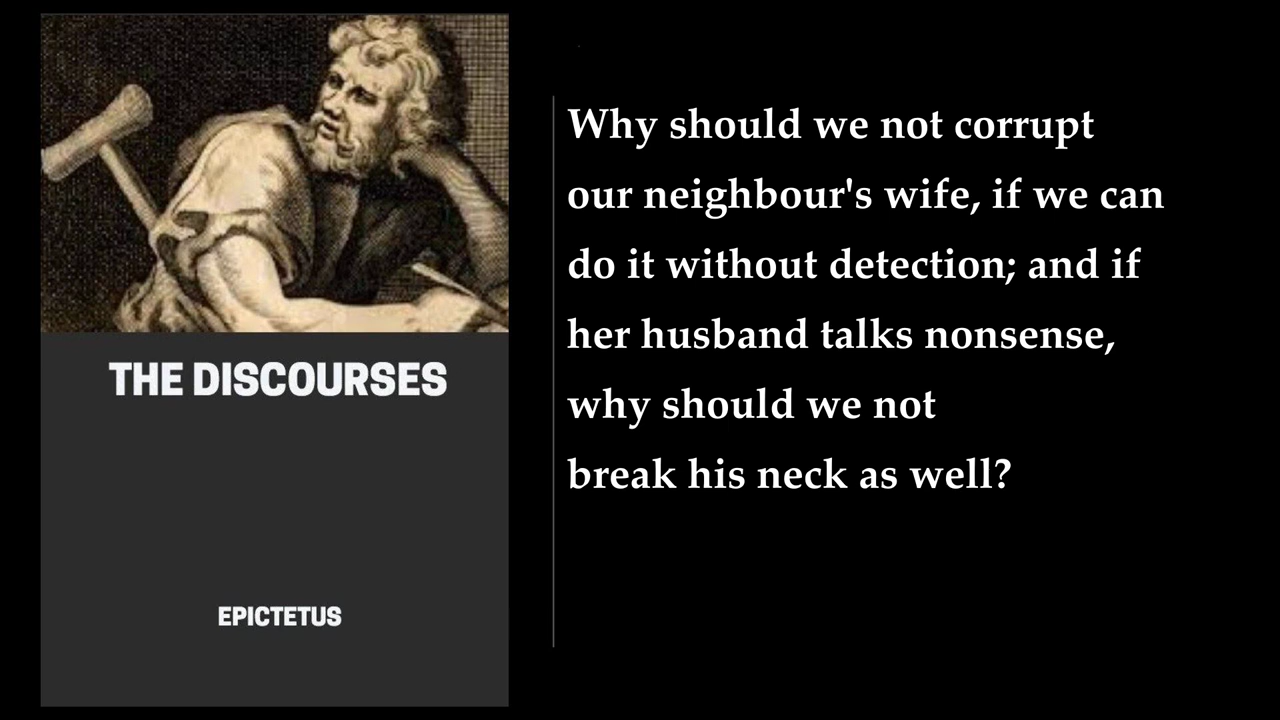 THE DISCOURSES
EPICTETUS
Why should we not corrupt
our neighbour's wife, if we can
do it without detection; and if
her husband talks nonsense,
why should we not
break his neck as well?